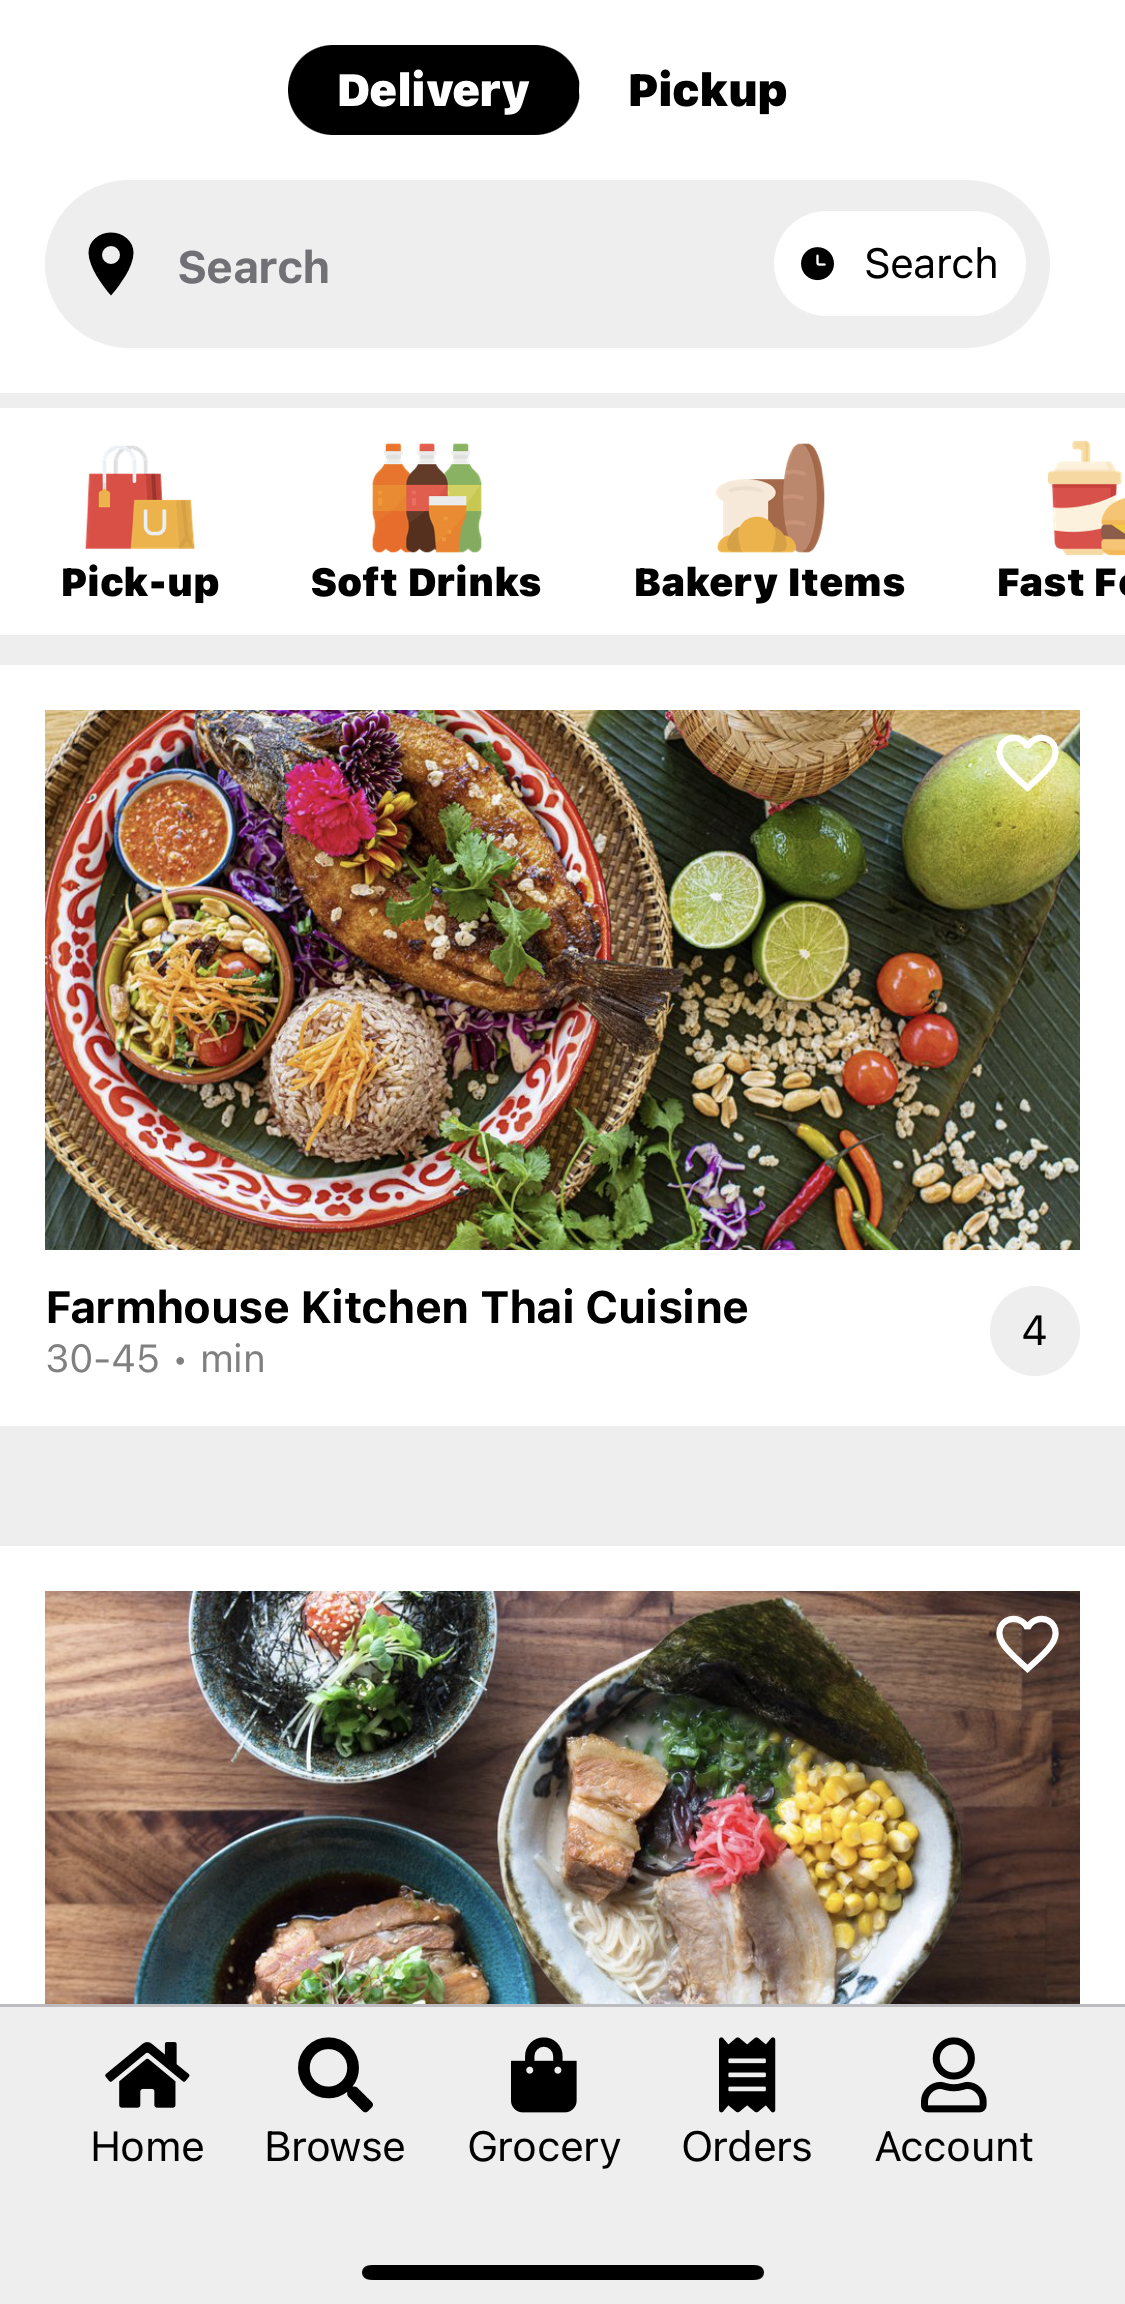 Delivery Pickup
Search Search
Pick-up Soft Drinks Bakery Items Fast Fo
Farmhouse Kitchen Thai Cuisine
30-45 • min
4
Home Browse Grocery Orders Account